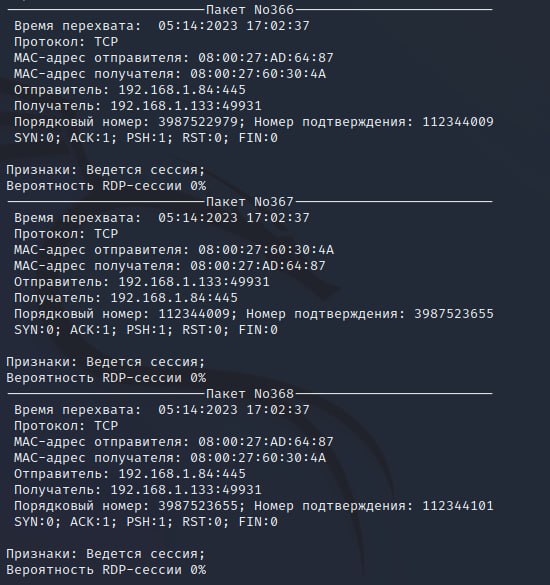 Пакет No366
Время перехвата:  05:14:2023 17:02:37
Протокол: TCP
MAC-адрес отправителя: 08:00:27:AD:64:87
MAC-адрес получателя: 08:00:27:60:30:4A
Отправитель: 192.168.1.84:445
Получатель: 192.168.1.133:49931
Порядковый номер: 3987522979; Номер подтверждения: 112344009
SYN:0; ACK:1; PSH:1; RST:0; FIN:0
Признаки: Ведется сессия;
Вероятность RDP-сессии 0%
Пакет No367
Время перехвата:  05:14:2023 17:02:37
Протокол: TCP
MAC-адрес отправителя: 08:00:27:60:30:4A
MAC-адрес получателя: 08:00:27:AD:64:87
Отправитель: 192.168.1.133:49931
Получатель: 192.168.1.84:445
Порядковый номер: 112344009; Номер подтверждения: 3987523655
SYN:0; ACK:1; PSH:1; RST:0; FIN:0
Признаки: Ведется сессия;
Вероятность RDP-сессии 0%
Пакет No368
Время перехвата:  05:14:2023 17:02:37
Протокол: TCP
MAC-адрес отправителя: 08:00:27:AD:64:87
MAC-адрес получателя: 08:00:27:60:30:4A
Отправитель: 192.168.1.84:445
Получатель: 192.168.1.133:49931
Порядковый номер: 3987523655; Номер подтверждения: 112344101
SYN:0; ACK:1; PSH:1; RST:0; FIN:0
Признаки: Ведется сессия;
Вероятность RDP-сессии 0%